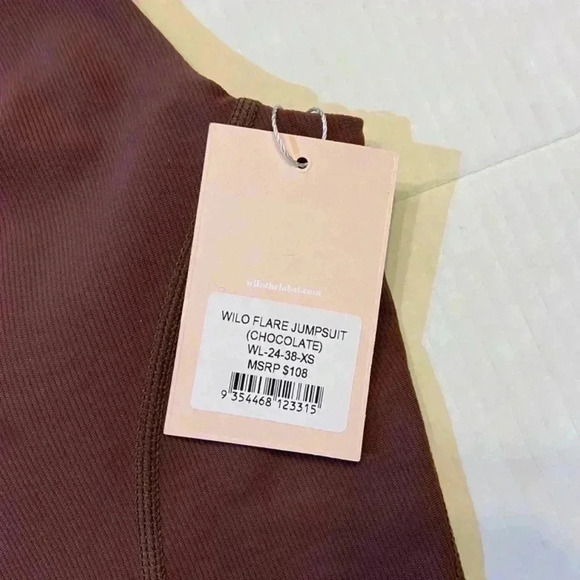 wilothelabel.com
WILO FLARE JUMPSUIT
(CHOCOLATE)
WL-24-38-XS
MSRP $108
9 354468 123315